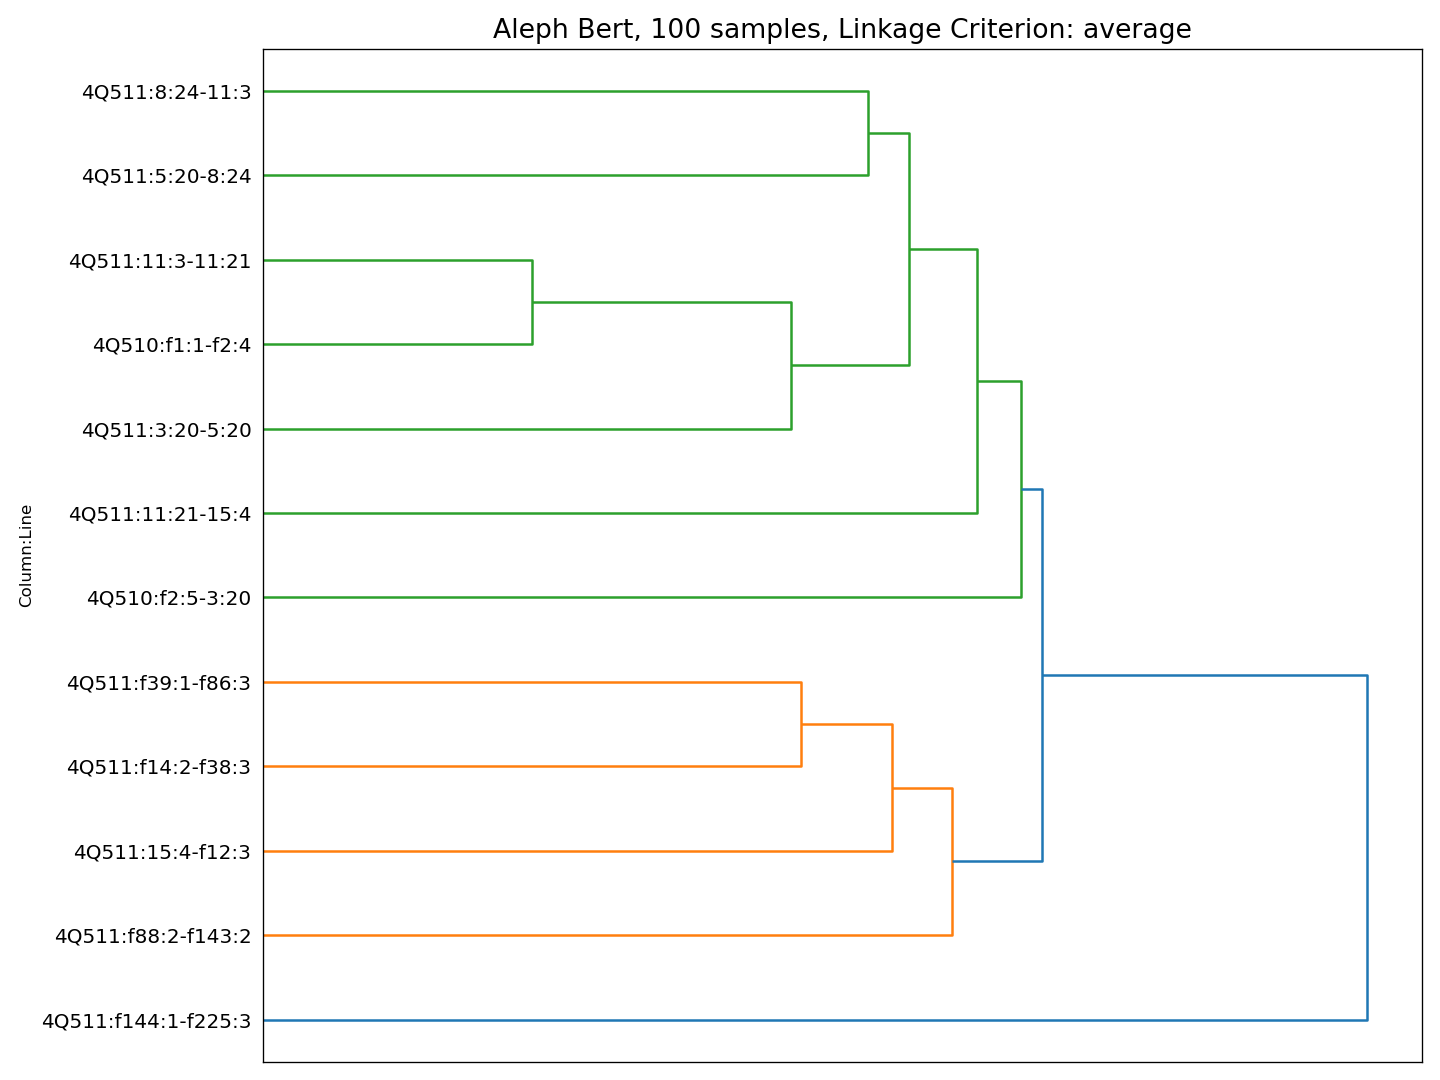 Aleph Bert, 100 samples, Linkage Criterion: average
4Q511:8:24-11:3
4Q511:5:20-8:24
4Q511:11:3-11:21
4Q510:f1:1-f2:4
4Q511:3:20-5:20
4Q511:11:21-15:4
4Q510:f2:5-3:20
4Q511:f39:1-f86:3
4Q511:f14:2-f38:3
4Q511:15:4-f12:3
4Q511:f88:2-f143:2
4Q511:f144:1-f225:3
Column:Line